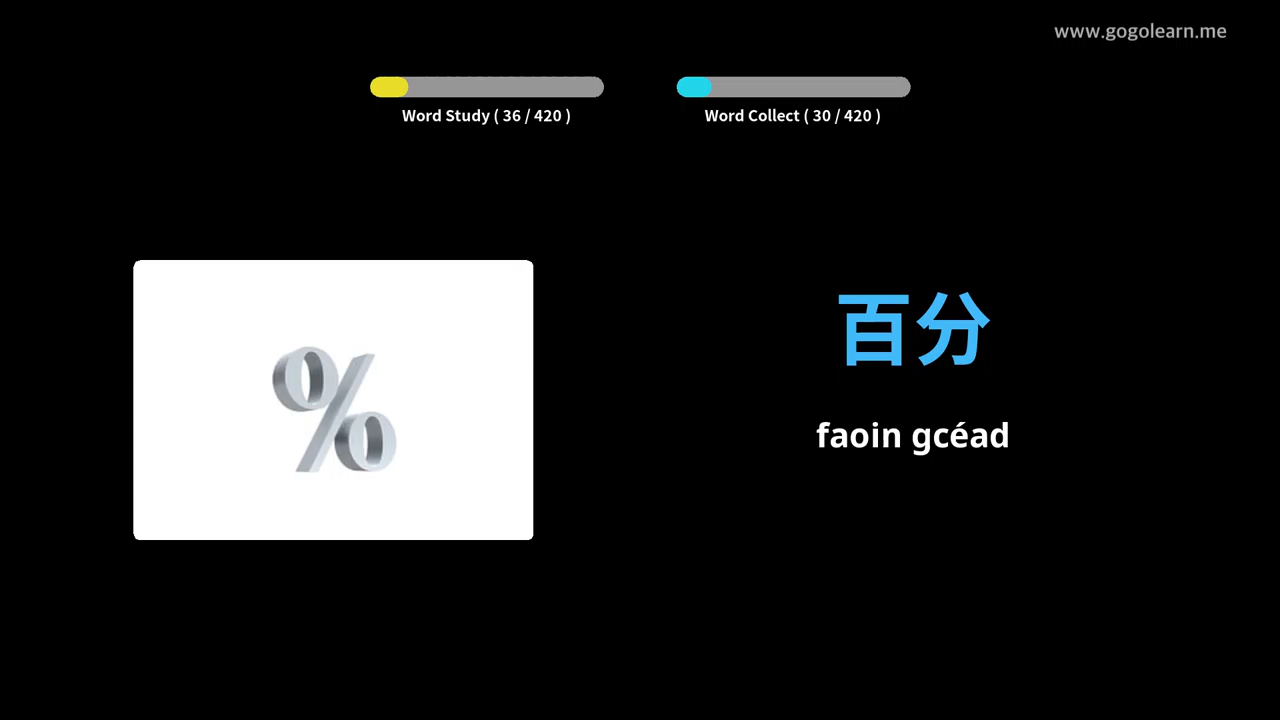 www.gogolearn.me
Word Study ( 36 / 420 )
Word Collect ( 30 / 420 )
%
百分
faoin gcéad